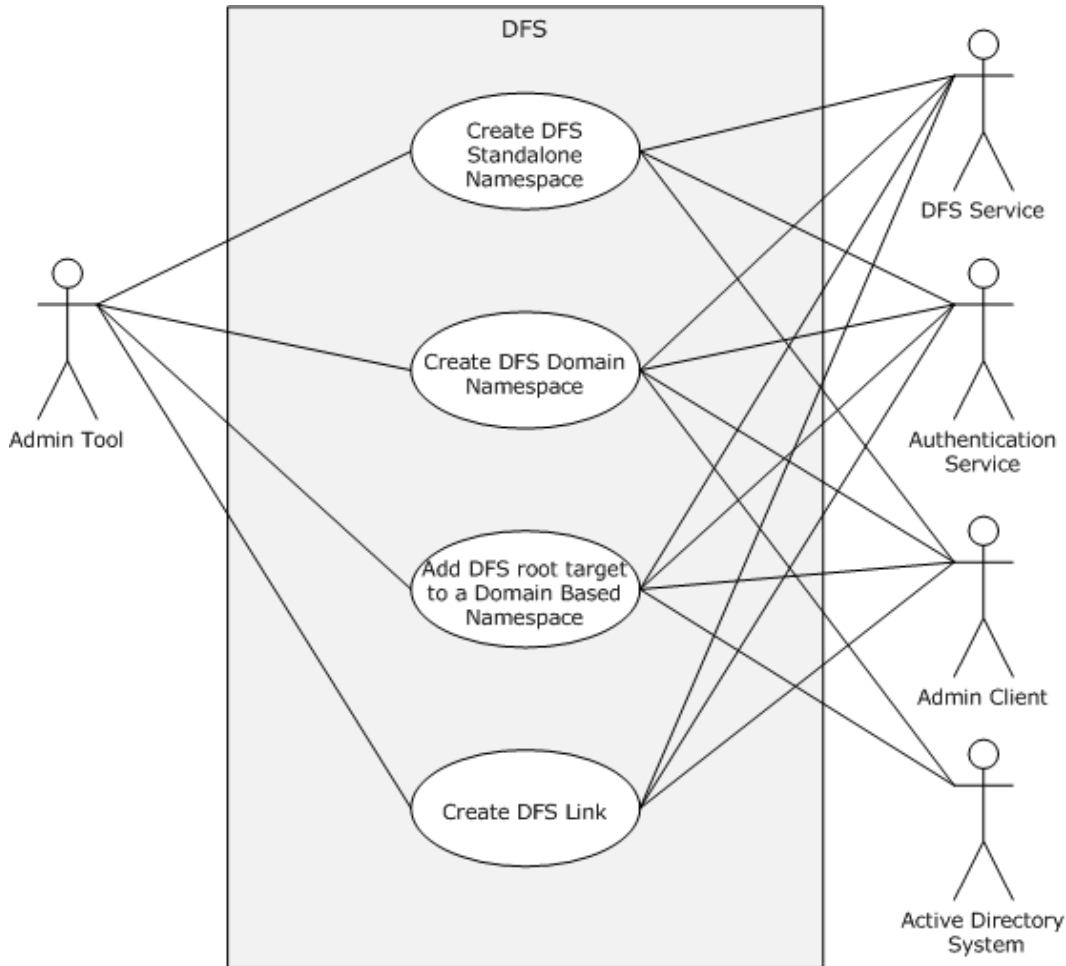 DFS
Create DFS
Standalone
Namespace
DFS Service
Admin Tool
Create DFS Domain
Namespace
Authentication
Service
Add DFS root target
to a Domain Based
Namespace
Admin Client
Create DFS Link
Active Directory
System